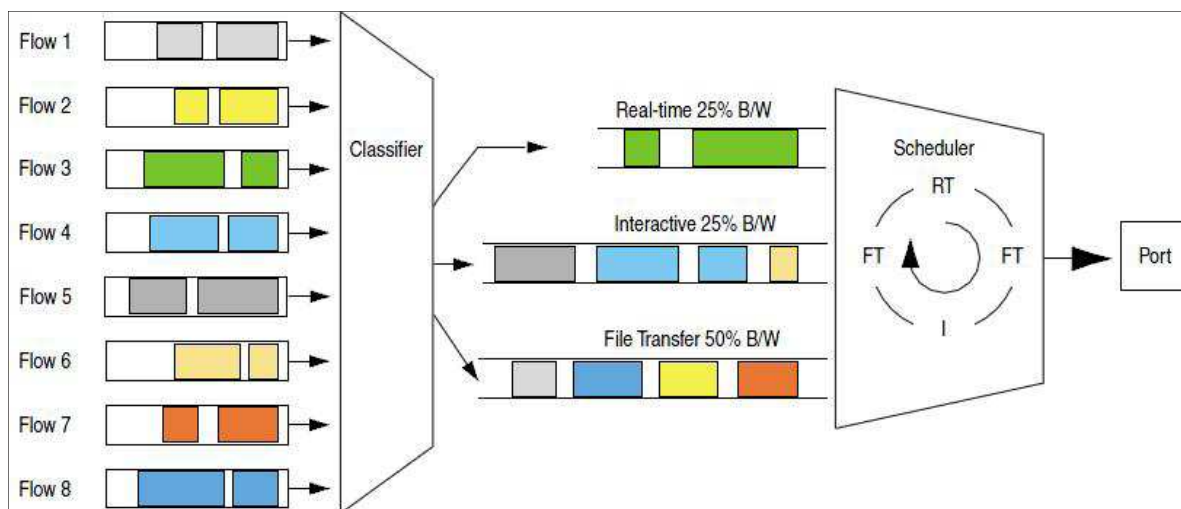 Flow 1
Flow 2
Flow 3
Flow 4
Flow 5
Flow 6
Flow 7
Flow 8
Classifier
Real-time 25% B/W
Interactive 25% B/W
File Transfer 50% B/W
Scheduler
RT
FT
FT
I
Port